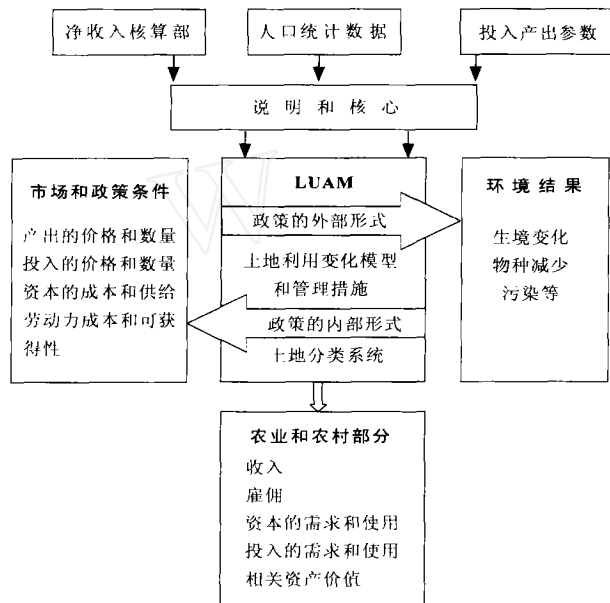 净收入核算部
人口统计数据
投入产出参数
说明和核心
市场和政策条件
产出的价格和数量
投入的价格和数量
资本的成本和供给
劳动力成本和可获
得性
LUAM
政策的外部形式
土地利用变化模型
和管理措施
政策的内部形式
土地分类系统
环境结果
生境变化
物种减少
污染等
农业和农村部分
收入
雇佣
资本的需求和使用
投入的需求和使用
相关资产价值